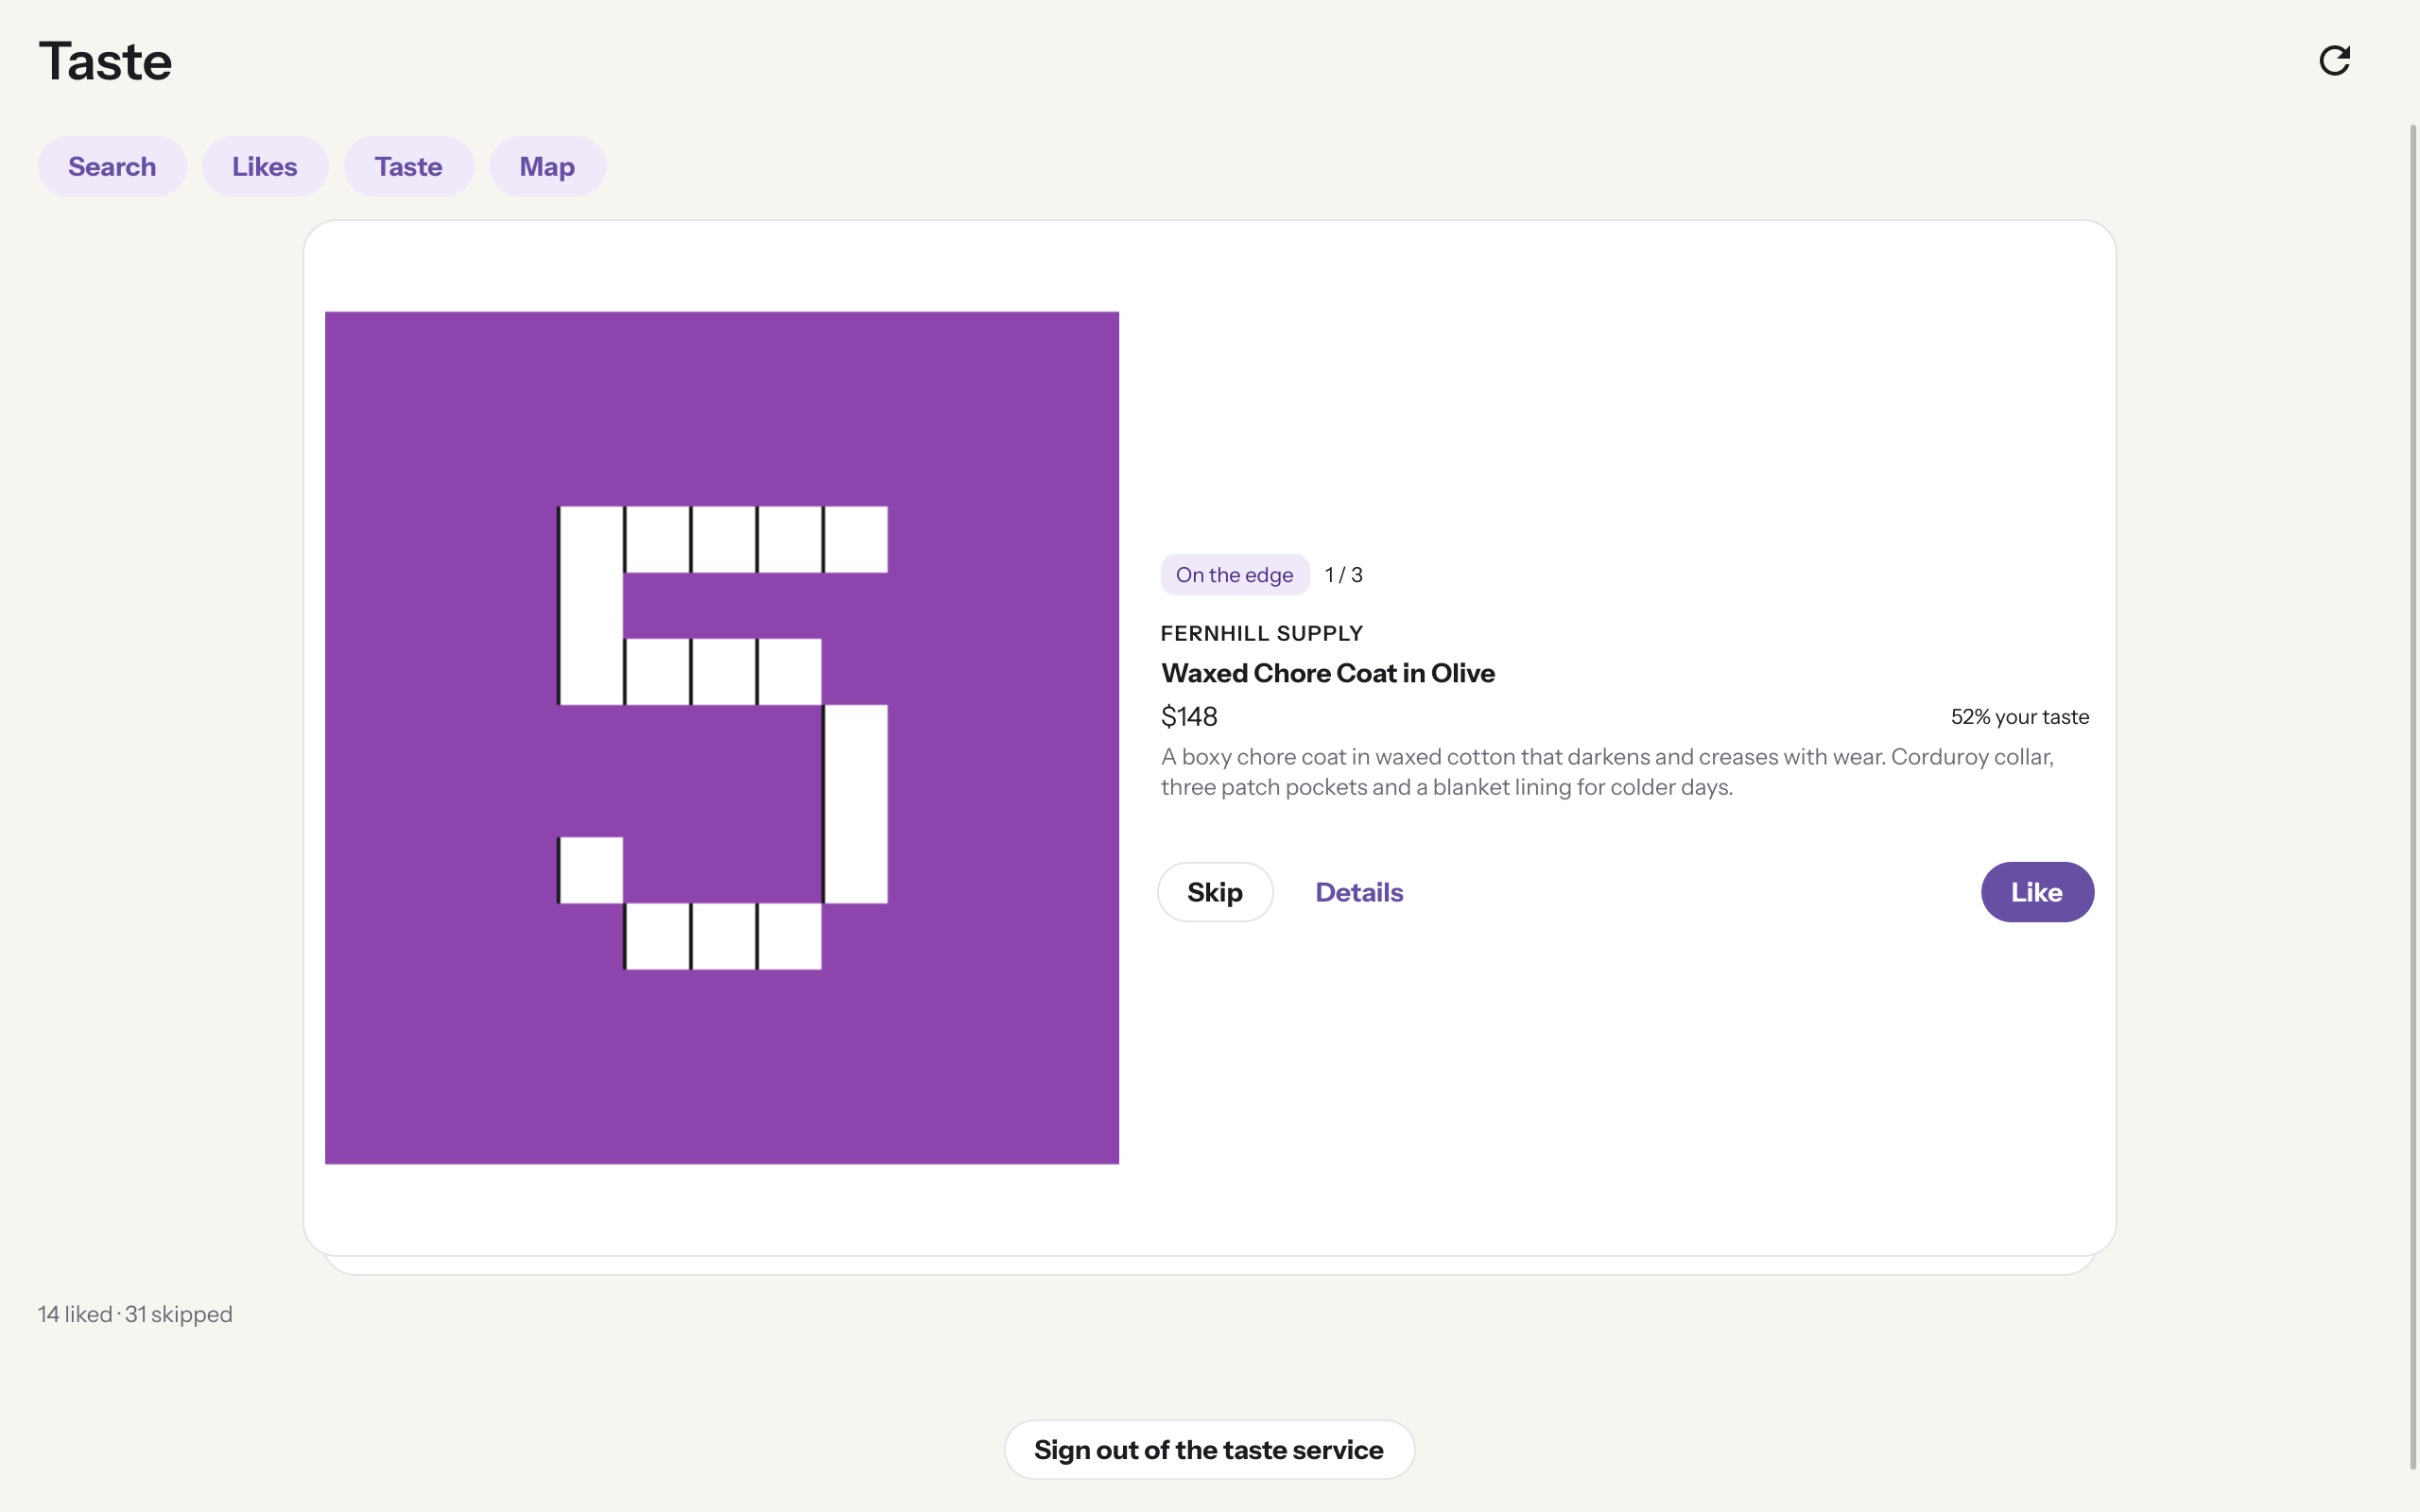 Taste
Search Likes Taste Map
5
On the edge 1 / 3
FERNHILL SUPPLY
Waxed Chore Coat in Olive
$148 52% your taste
A boxy chore coat in waxed cotton that darkens and creases with wear. Corduroy collar,
three patch pockets and a blanket lining for colder days.
Skip Details Like
14 liked · 31 skipped
Sign out of the taste service